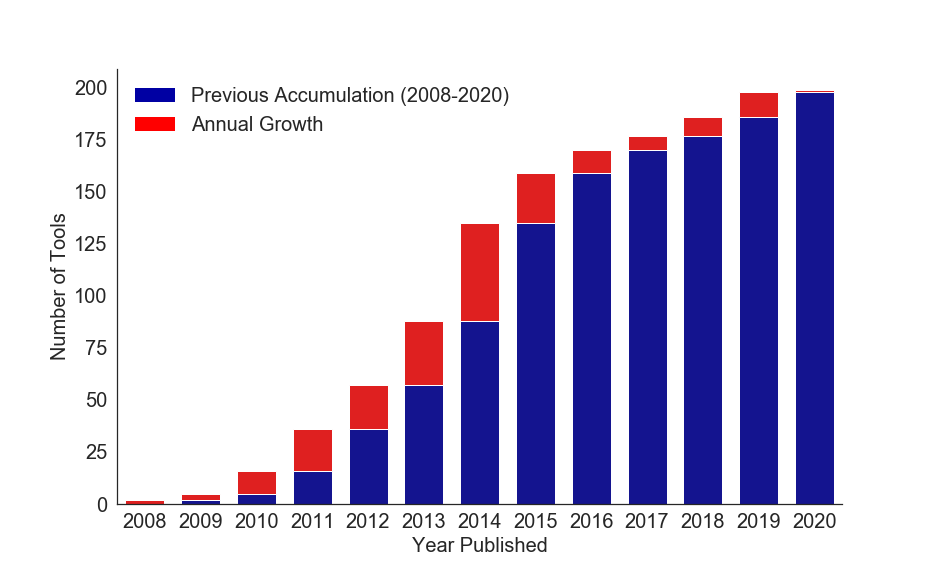 200
175
150
125
100
75
50
25
0
Number of Tools
Previous Accumulation (2008-2020)
Annual Growth
2008 2009 2010 2011 2012 2013 2014 2015 2016 2017 2018 2019 2020
Year Published